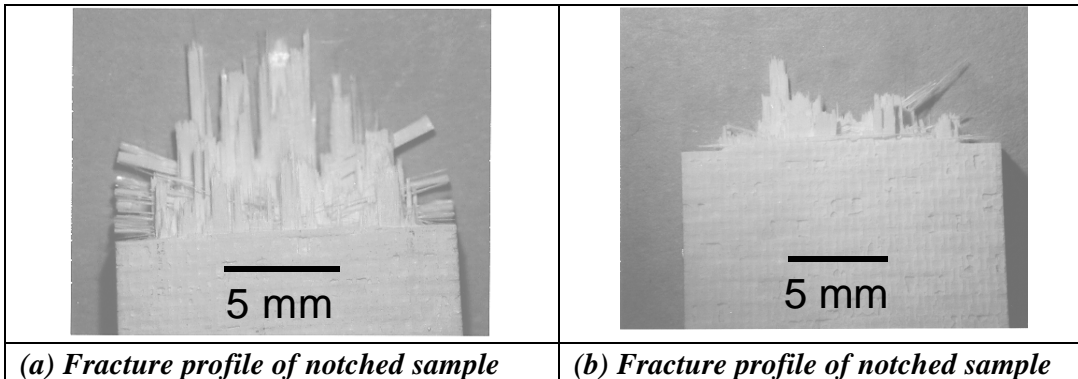 5 mm
5 mm
(a) Fracture profile of notched sample
(b) Fracture profile of notched sample